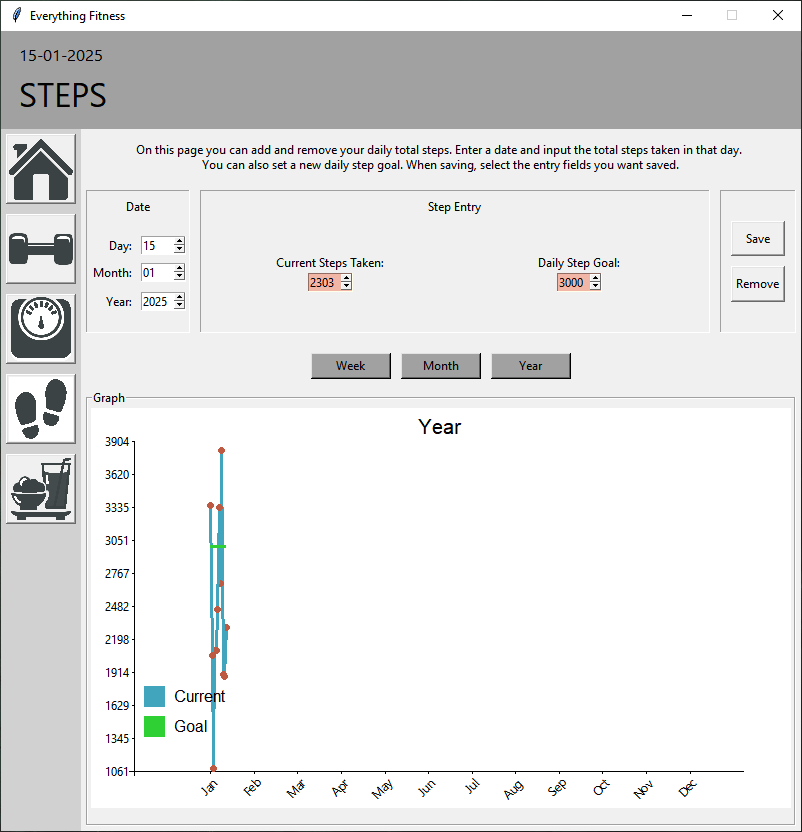 Everything Fitness
15-01-2025
STEPS
On this page you can add and remove your daily total steps. Enter a date and input the total steps taken in that day.
You can also set a new daily step goal. When saving, select the entry fields you want saved.
Date
Day: 15
Month: 01
Year: 2025
Step Entry
Current Steps Taken:
2303
Daily Step Goal:
3000
Save
Remove
Week
Month
Year
Graph
Year
3904
3620
3335
3051
2767
2482
2198
1914
1629
1345
1061
Current
Goal
Jan
Feb
Mar
Apr
May
Jun
Jul
Aug
Sep
Oct
Nov
Dec